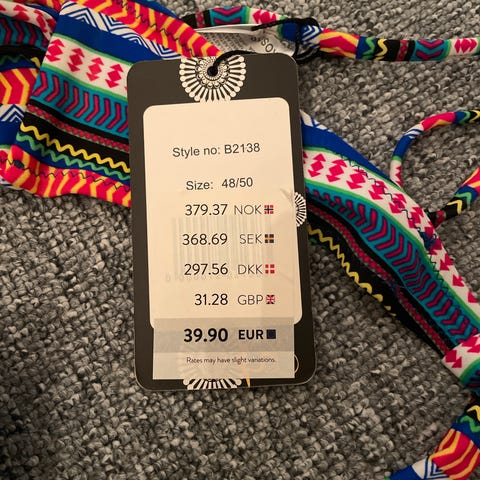 Style no: B2138
Size: 48/50
379.37 NOK
368.69 SEK
297.56 DKK
31.28 GBP
39.90 EUR
Rates may have slight variations.